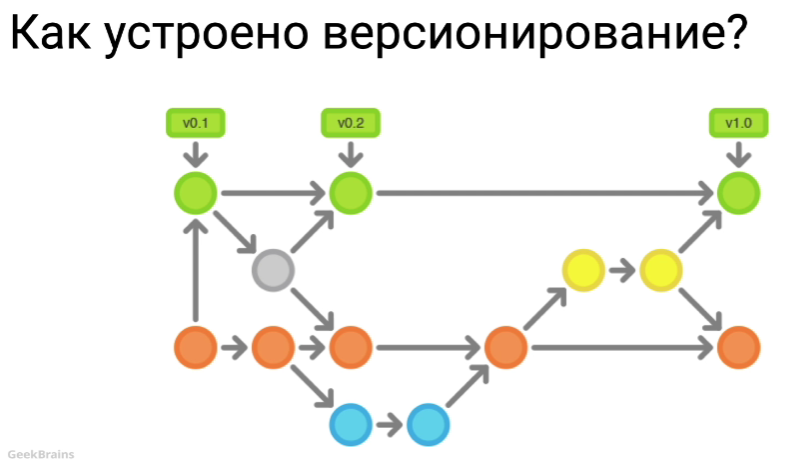 Как устроено версионирование?
v0.1
v0.2
v1.0
GeekBrains